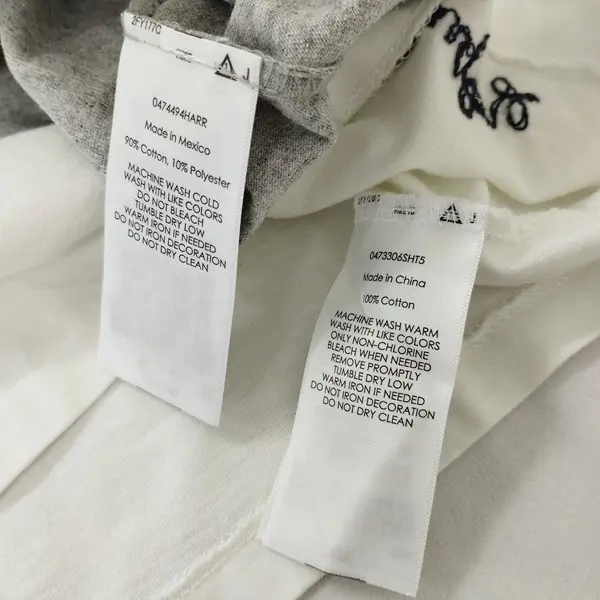 2FY177C
J
0474494HARR
Made in Mexico
90% Cotton, 10% Polyester
MACHINE WASH COLD
WASH WITH LIKE COLORS
DO NOT BLEACH
TUMBLE DRY LOW
WARM IRON IF NEEDED
DO NOT IRON DECORATION
DO NOT DRY CLEAN
J
0473306SHT5
Made in China
100% Cotton
MACHINE WASH WARM
WASH WITH LIKE COLORS
ONLY NON-CHLORINE
BLEACH WHEN NEEDED
REMOVE PROMPTLY
TUMBLE DRY LOW
WARM IRON IF NEEDED
DO NOT IRON DECORATION
DO NOT DRY CLEAN